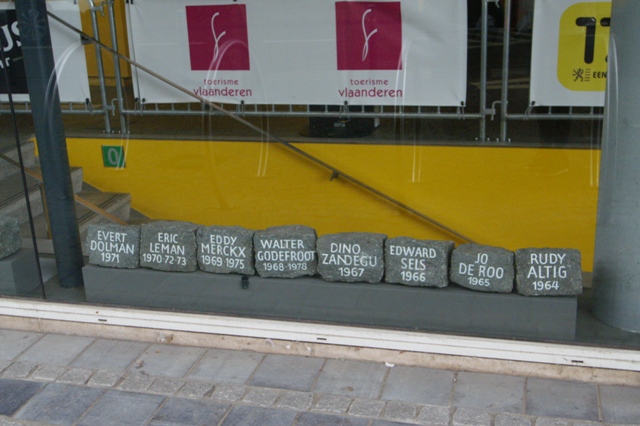 toerisme
vlaanderen
toerisme
vlaanderen
EEN
EVERT
DOLMAN
1971
ERIC
LEMAN
1970 72 73
EDDY
MERCKX
1969 1975
WALTER
GODEFROOT
1968 1978
DINO
ZANDEGU
1967
EDWARD
SELS
1966
JO
DE ROO
1965
RUDY
ALTIG
1964